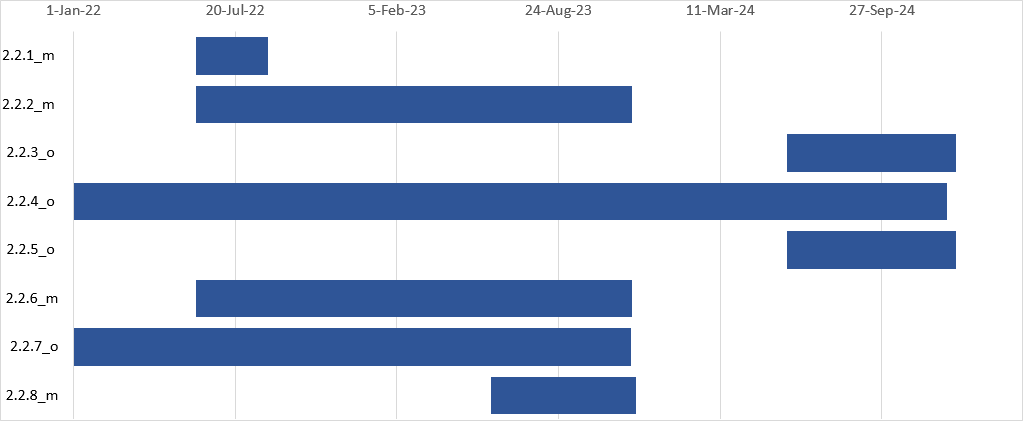 1-Jan-22 20-Jul-22 5-Feb-23 24-Aug-23 11-Mar-24 27-Sep-24
2.2.1_m
2.2.2_m
2.2.3_o
2.2.4_o
2.2.5_o
2.2.6_m
2.2.7_o
2.2.8_m